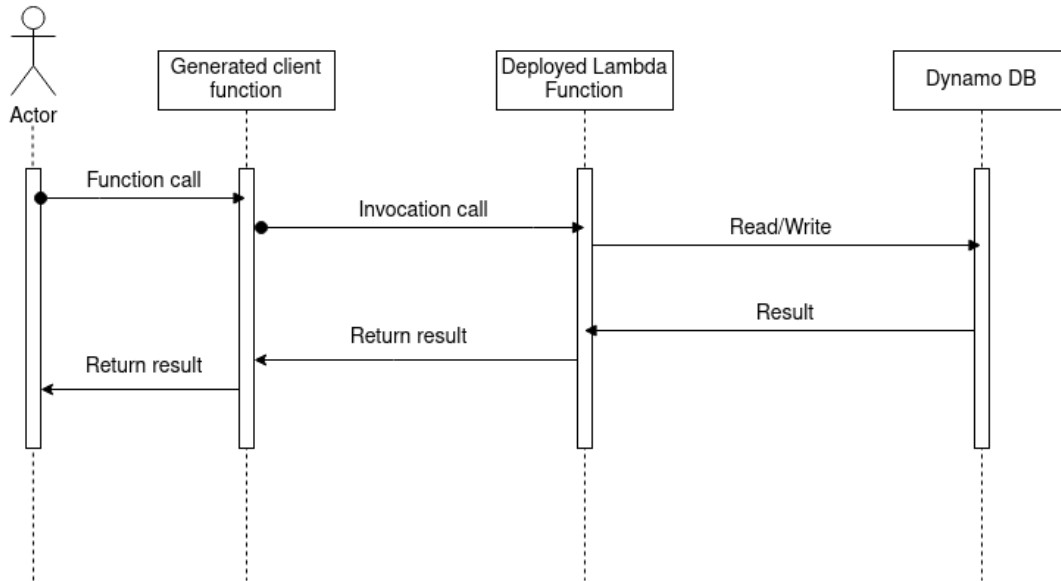 Actor
Generated client
function
Deployed Lambda
Function
Dynamo DB
Function call
Invocation call
Read/Write
Result
Return result
Return result